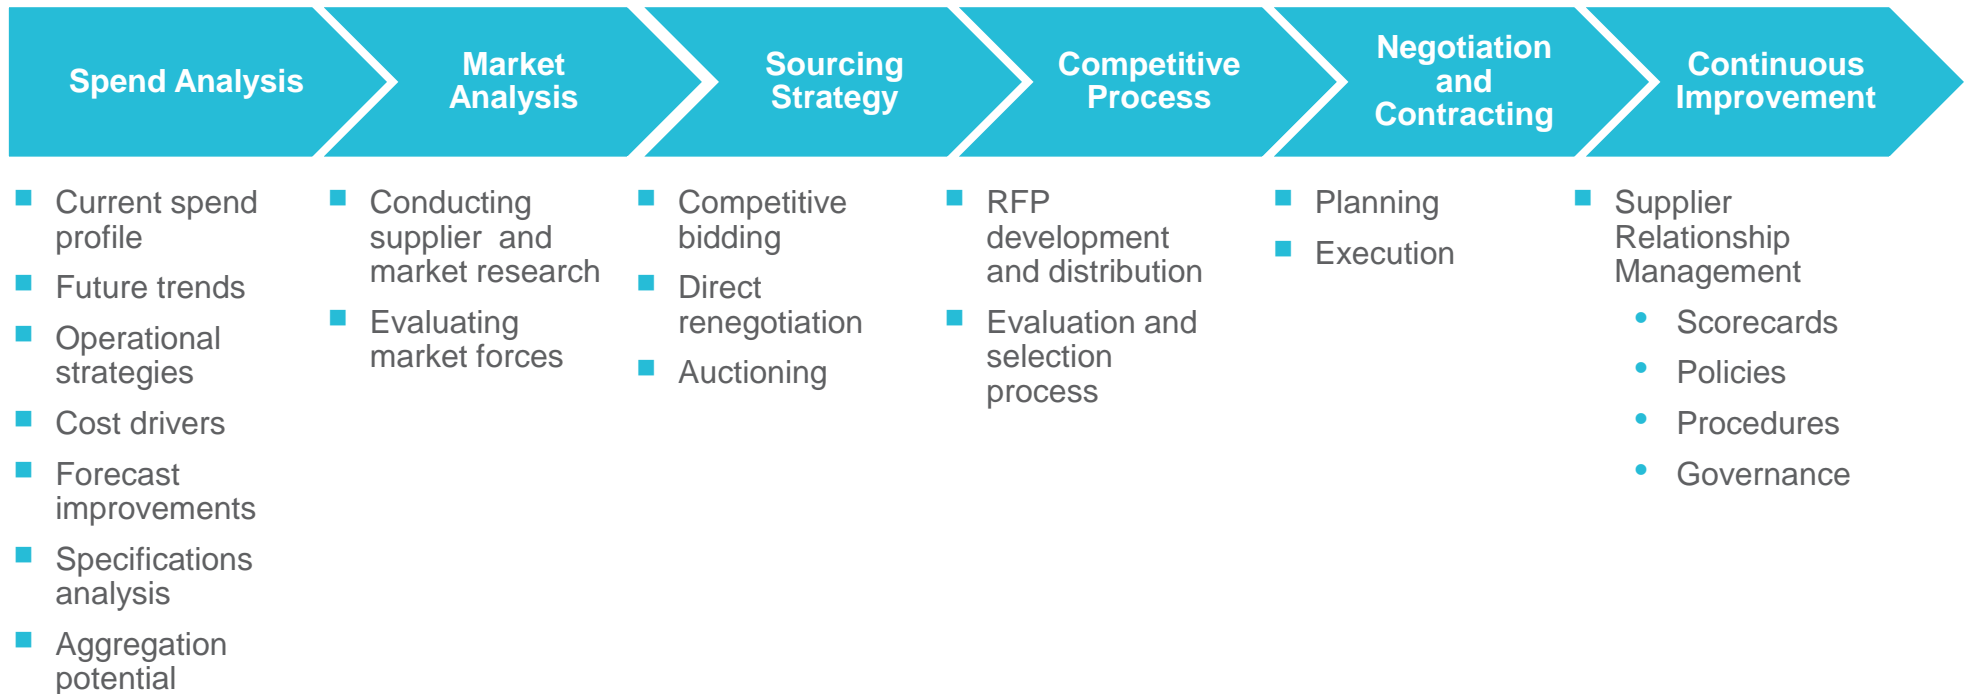 Spend Analysis
Market
Analysis
Sourcing
Strategy
Competitive
Process
Negotiation
and
Contracting
Continuous
Improvement
Current spend
profile
Future trends
Operational
strategies
Cost drivers
Forecast
improvements
Specifications
analysis
Aggregation
potential
Conducting
supplier and
market research
Evaluating
market forces
Competitive
bidding
Direct
renegotiation
Auctioning
RFP
development
and distribution
Evaluation and
selection
process
Planning
Execution
Supplier
Relationship
Management
Scorecards
Policies
Procedures
Governance